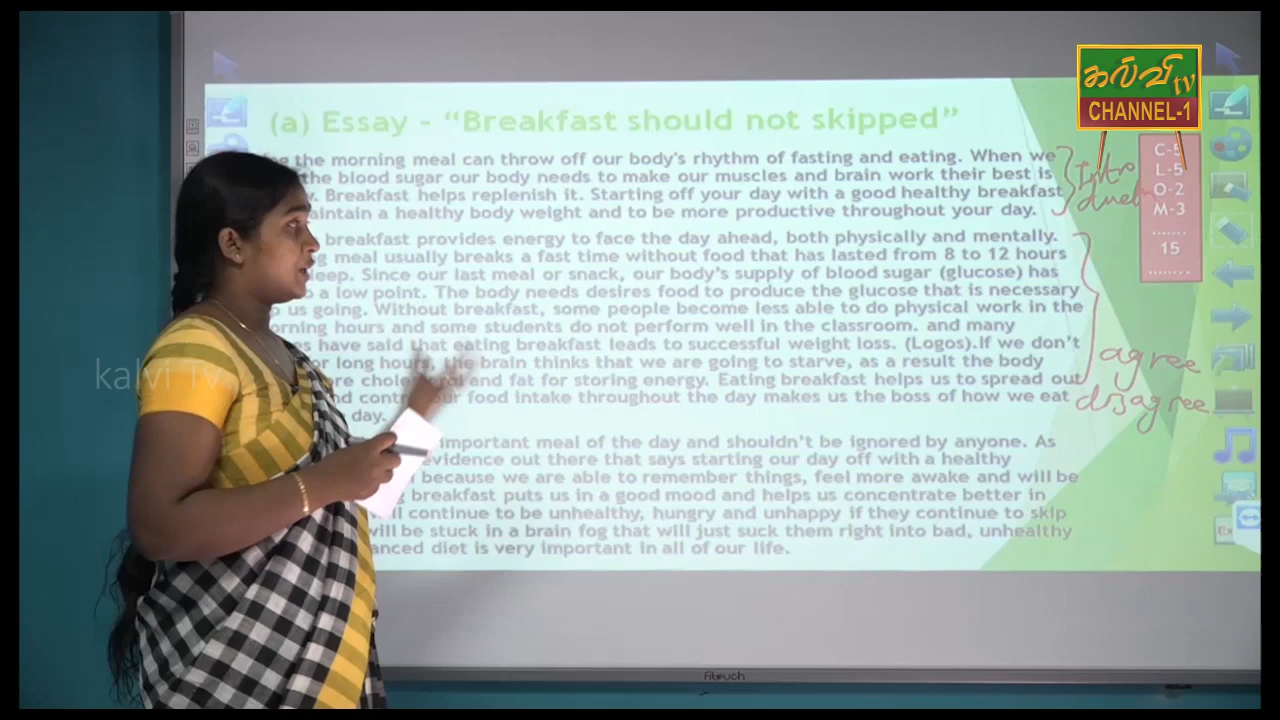 கல்வி tv
CHANNEL-1
(a) Essay - “Breakfast should not skipped”
the morning meal can throw off our body's rhythm of fasting and eating. When we
the blood sugar our body needs to make our muscles and brain work their best is
Breakfast helps replenish it. Starting off your day with a good healthy breakfast
a healthy body weight and to be more productive throughout your day.
Intro
C-5
L-5
O-2
M-3
15
breakfast provides energy to face the day ahead, both physically and mentally.
meal usually breaks a fast time without food that has lasted from 8 to 12 hours
Since our last meal or snack, our body's supply of blood sugar (glucose) has
a low point. The body needs desires food to produce the glucose that is necessary
us going. Without breakfast, some people become less able to do physical work in the
hours and some students do not perform well in the classroom. and many
have said that eating breakfast leads to successful weight loss. (Logos).If we don't
long hours, the brain thinks that we are going to starve, as a result the body
and fat for storing energy. Eating breakfast helps us to spread out
food intake throughout the day makes us the boss of how we eat
day.
agree
disagree
important meal of the day and shouldn't be ignored by anyone. As
evidence out there that says starting our day off with a healthy
because we are able to remember things, feel more awake and will be
breakfast puts us in a good mood and helps us concentrate better in
continue to be unhealthy, hungry and unhappy if they continue to skip
will be stuck in a brain fog that will just suck them right into bad, unhealthy
diet is very important in all of our life.
kalvi Tv